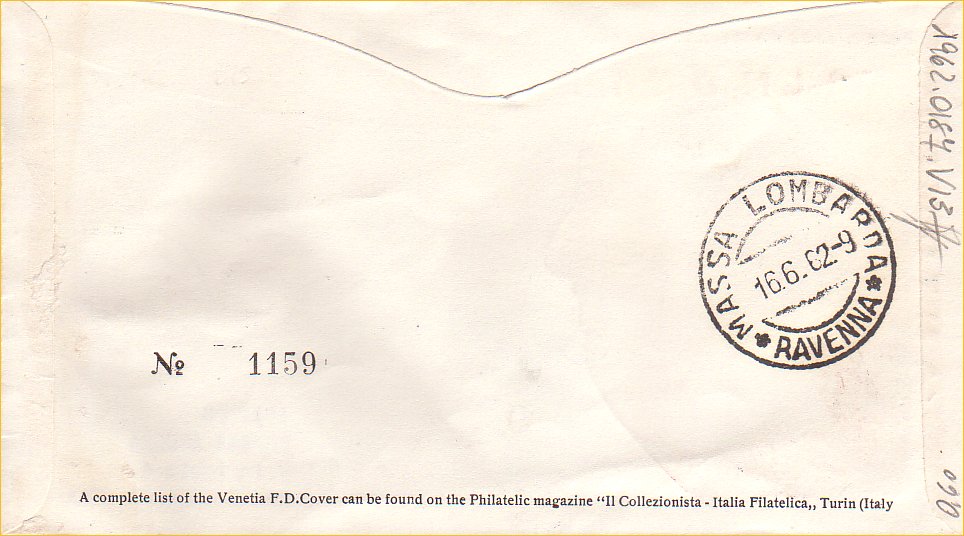 1962.0184.V13
MASSA LOMBARDA
16.6.62-9
* RAVENNA *
№ 1159
A complete list of the Venetia F.D.Cover can be found on the Philatelic magazine “Il Collezionista - Italia Filatelica,, Turin (Italy